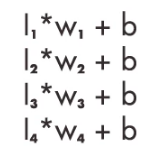 I₁*w₁ + b
I₂*w₂ + b
I₃*w₃ + b
I₄*w₄ + b